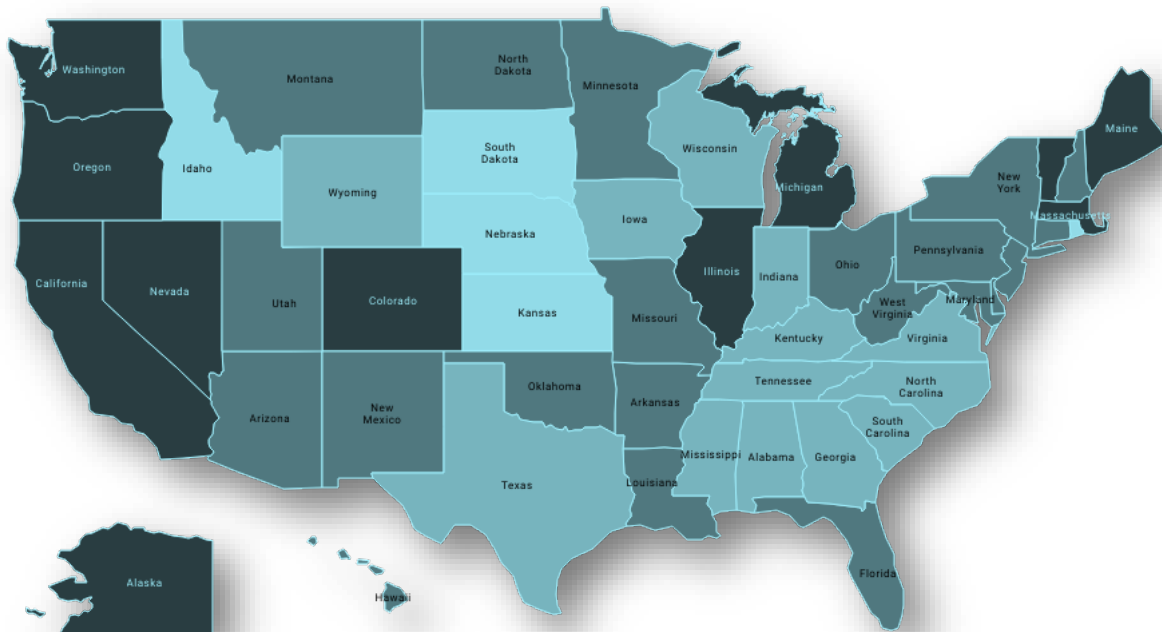 Washington
Montana
North
Dakota
Minnesota
Maine
Oregon
Idaho
South
Dakota
Wisconsin
Michigan
New
York
Wyoming
Massachusetts
Iowa
Nebraska
Pennsylvania
California
Nevada
Utah
Colorado
Kansas
Illinois
Indiana
Ohio
Maryland
West
Virginia
Missouri
Kentucky
Virginia
Tennessee
North
Carolina
Oklahoma
Arkansas
Arizona
New
Mexico
South
Carolina
Mississippi
Alabama
Georgia
Texas
Louisiana
Florida
Alaska
Hawaii